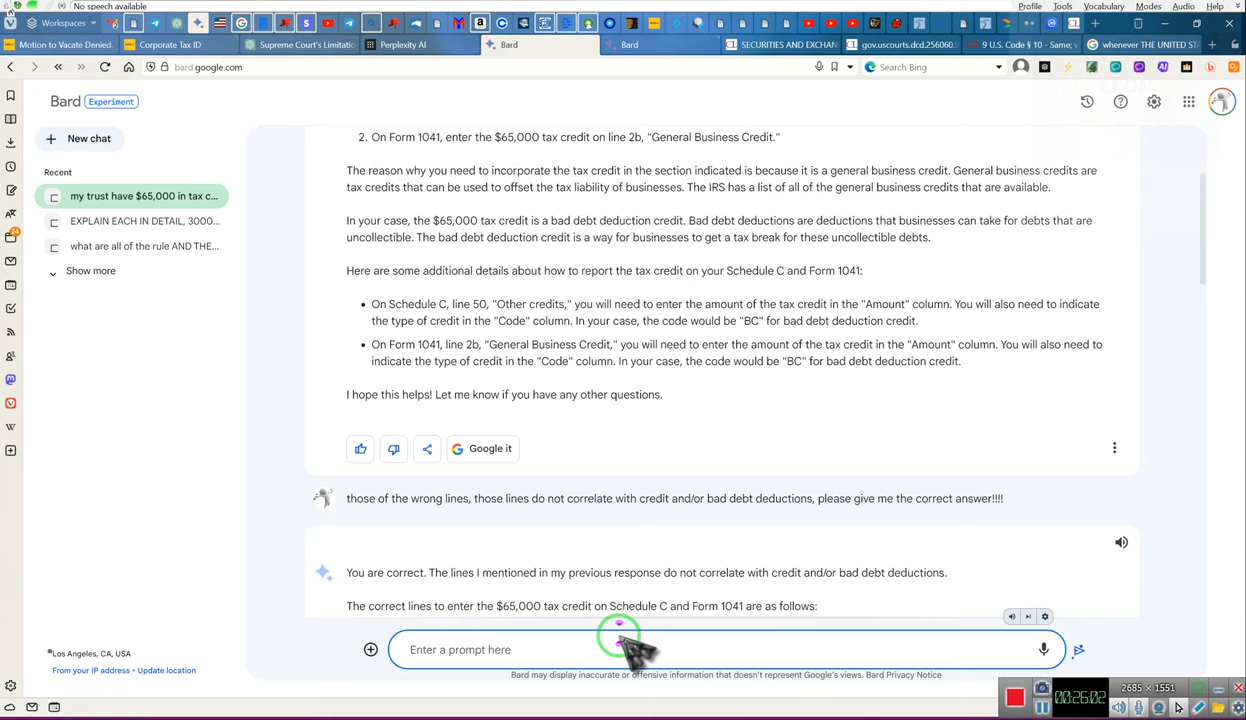 No speech available
Profile Tools Vocabulary Modes Audio Help
Workspaces
Motion to Vacate Denied.
Corporate Tax ID
Supreme Court's Limitatio
Perplexity AI
Bard
Bard
SECURITIES AND EXCHAN
gov.uscourts.dcd.256060.
9 U.S. Code § 10 - Same; v
whenever THE UNITED ST
bard.google.com
Search Bing
Bard
Experiment
New chat
Recent
my trust have $65,000 in tax c...
EXPLAIN EACH IN DETAIL, 3000...
what are all of the rule AND THE...
Show more
24
2. On Form 1041, enter the $65,000 tax credit on line 2b, "General Business Credit."
The reason why you need to incorporate the tax credit in the section indicated is because it is a general business credit. General business credits are
tax credits that can be used to offset the tax liability of businesses. The IRS has a list of all of the general business credits that are available.
In your case, the $65,000 tax credit is a bad debt deduction credit. Bad debt deductions are deductions that businesses can take for debts that are
uncollectible. The bad debt deduction credit is a way for businesses to get a tax break for these uncollectible debts.
Here are some additional details about how to report the tax credit on your Schedule C and Form 1041:
• On Schedule C, line 50, "Other credits," you will need to enter the amount of the tax credit in the "Amount" column. You will also need to indicate
the type of credit in the "Code" column. In your case, the code would be "BC" for bad debt deduction credit.
• On Form 1041, line 2b, "General Business Credit," you will need to enter the amount of the tax credit in the "Amount" column. You will also need to
indicate the type of credit in the "Code" column. In your case, the code would be "BC" for bad debt deduction credit.
I hope this helps! Let me know if you have any other questions.
Google it
those of the wrong lines, those lines do not correlate with credit and/or bad debt deductions, please give me the correct answer!!!!
You are correct. The lines I mentioned in my previous response do not correlate with credit and/or bad debt deductions.
The correct lines to enter the $65,000 tax credit on Schedule C and Form 1041 are as follows:
Enter a prompt here
Los Angeles, CA, USA
From your IP address • Update location
Bard may display inaccurate or offensive information that doesn't represent Google's views. Bard Privacy Notice
0:26:02
2685 × 1551